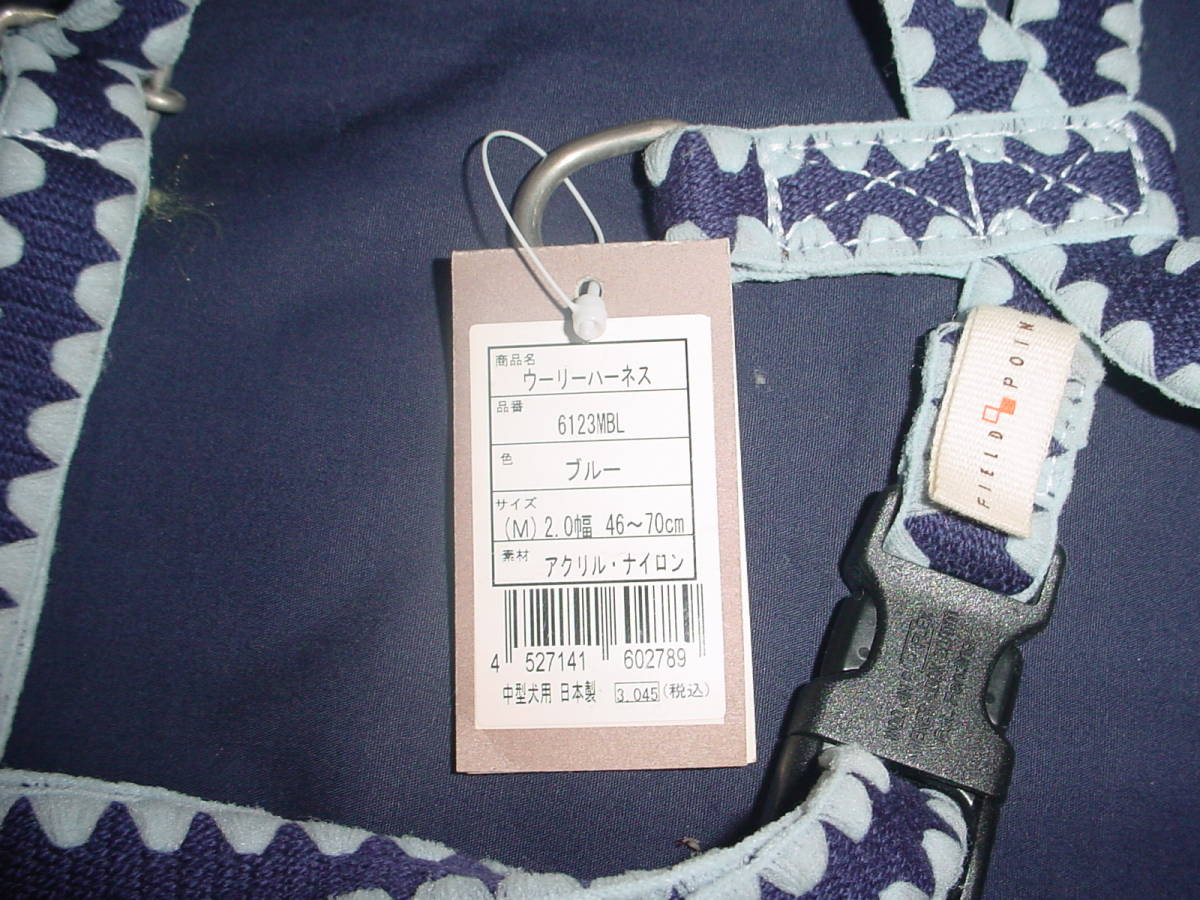 商品名
ウーリーハーネス
品番
6123MBL
色
ブルー
サイズ
(M) 2.0幅 46～70cm
素材
アクリル・ナイロン
4 527141 602789
中型犬用 日本製 3,045(税込)
FIELD POIN